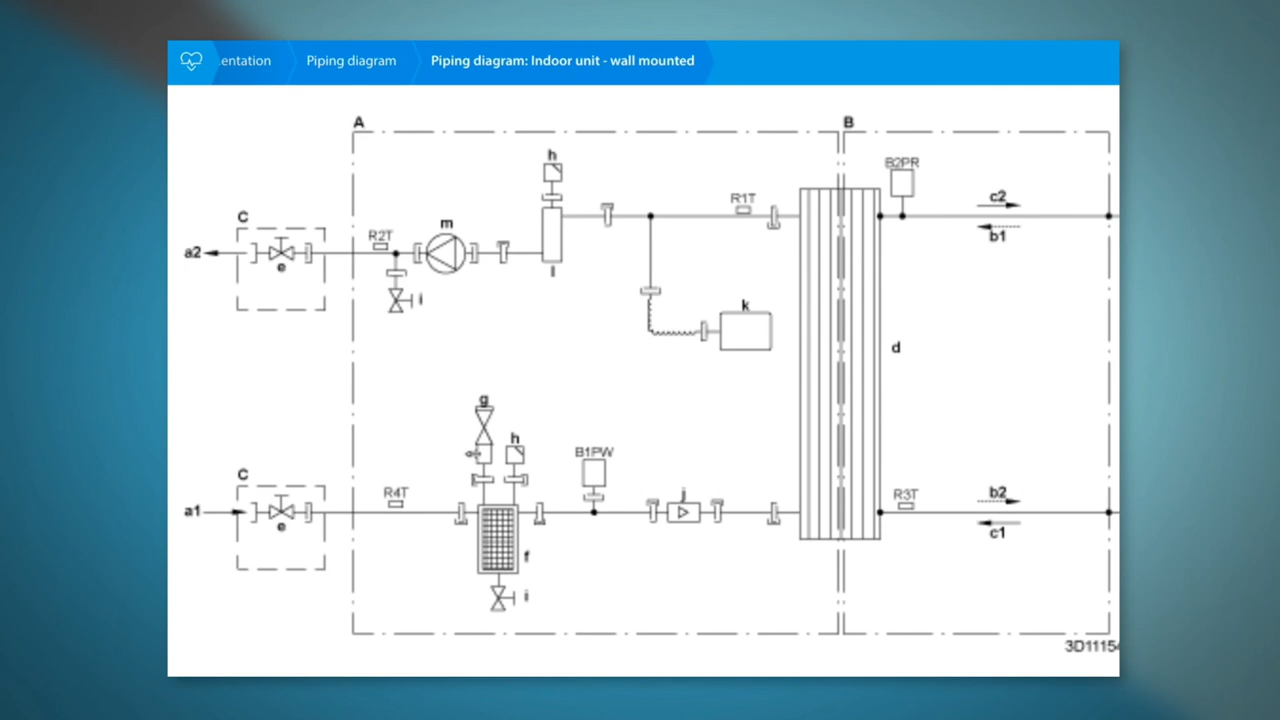 entation
Piping diagram
Piping diagram: Indoor unit - wall mounted
A
B
h
B2PR
R1T
c2
C
m
R2T
b1
a2
e
l
i
k
d
g
h
B1PW
C
R4T
j
R3T
b2
a1
e
c1
f
i
3D1115